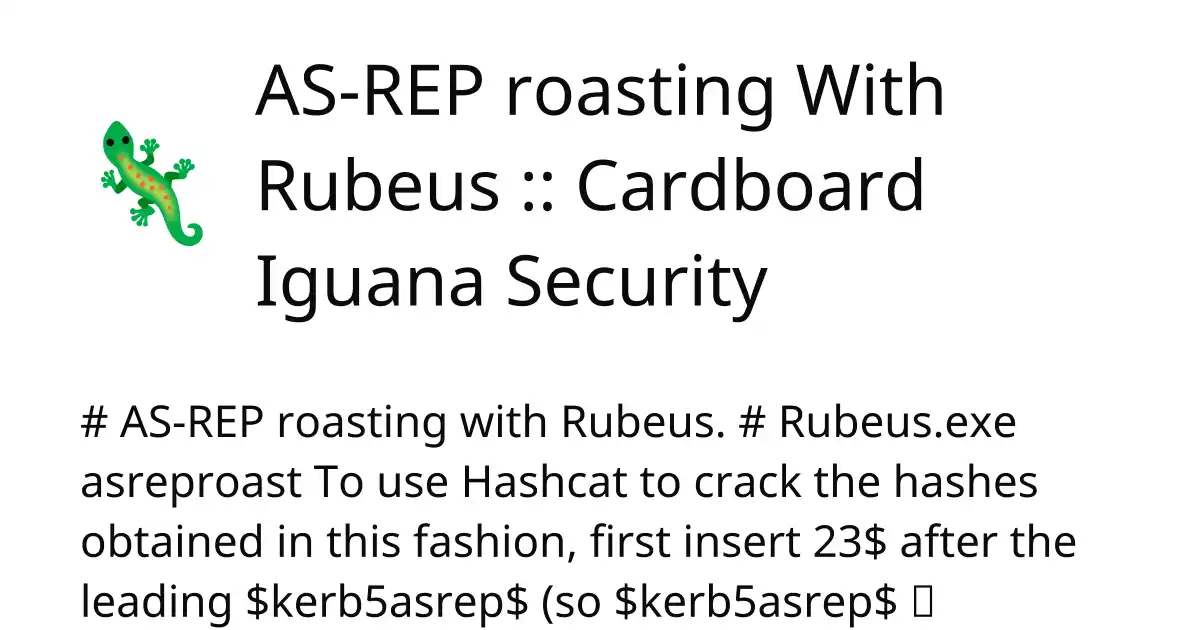 AS-REP roasting With
Rubeus :: Cardboard
Iguana Security
# AS-REP roasting with Rubeus. # Rubeus.exe
asreproast To use Hashcat to crack the hashes
obtained in this fashion, first insert 23$ after the
leading $kerb5asrep$ (so $kerb5asrep$